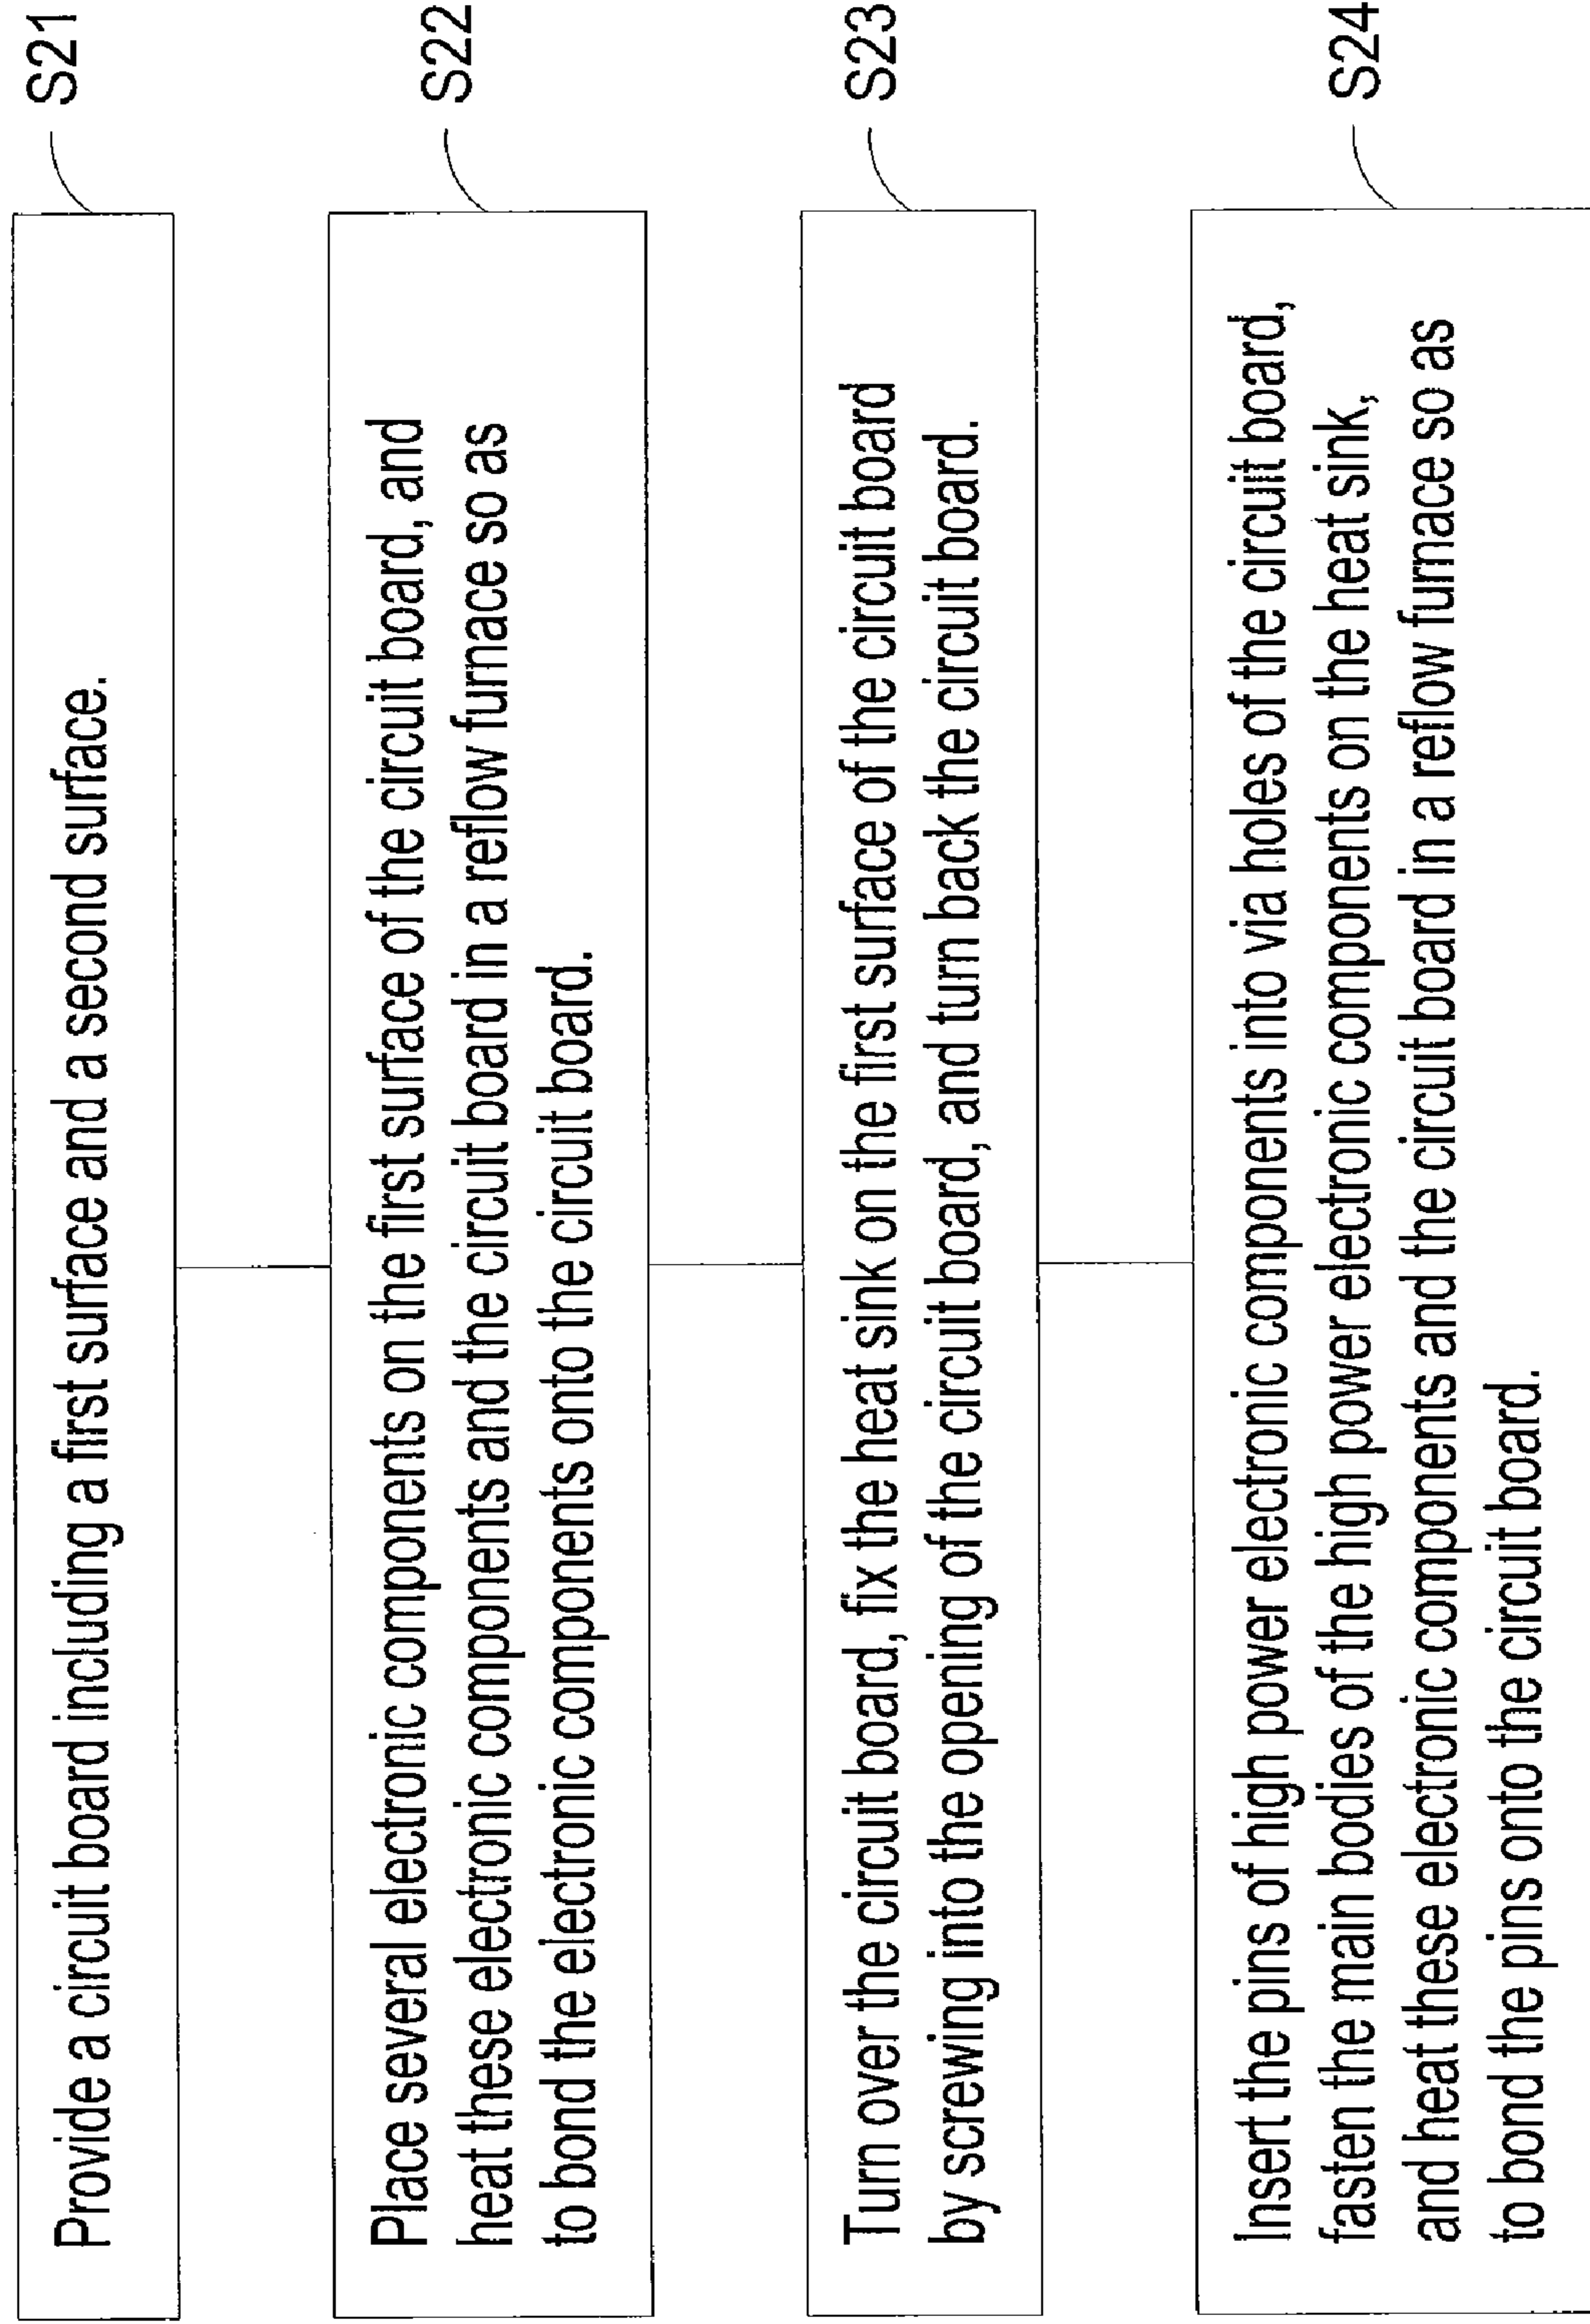 Provide a circuit board including a first surface and a second surface.
S21
Place several electronic components on the first surface of the circuit board, and
heat these electronic components and the circuit board in a reflow furnace so as
to bond the electronic components onto the circuit board.
S22
Turn over the circuit board, fix the heat sink on the first surface of the circuit board
by screwing into the opening of the circuit board, and turn back the circuit board.
S23
Insert the pins of high power electronic components into via holes of the circuit board,
fasten the main bodies of the high power electronic components on the heat sink,
and heat these electronic components and the circuit board in a reflow furnace so as
to bond the pins onto the circuit board.
S24